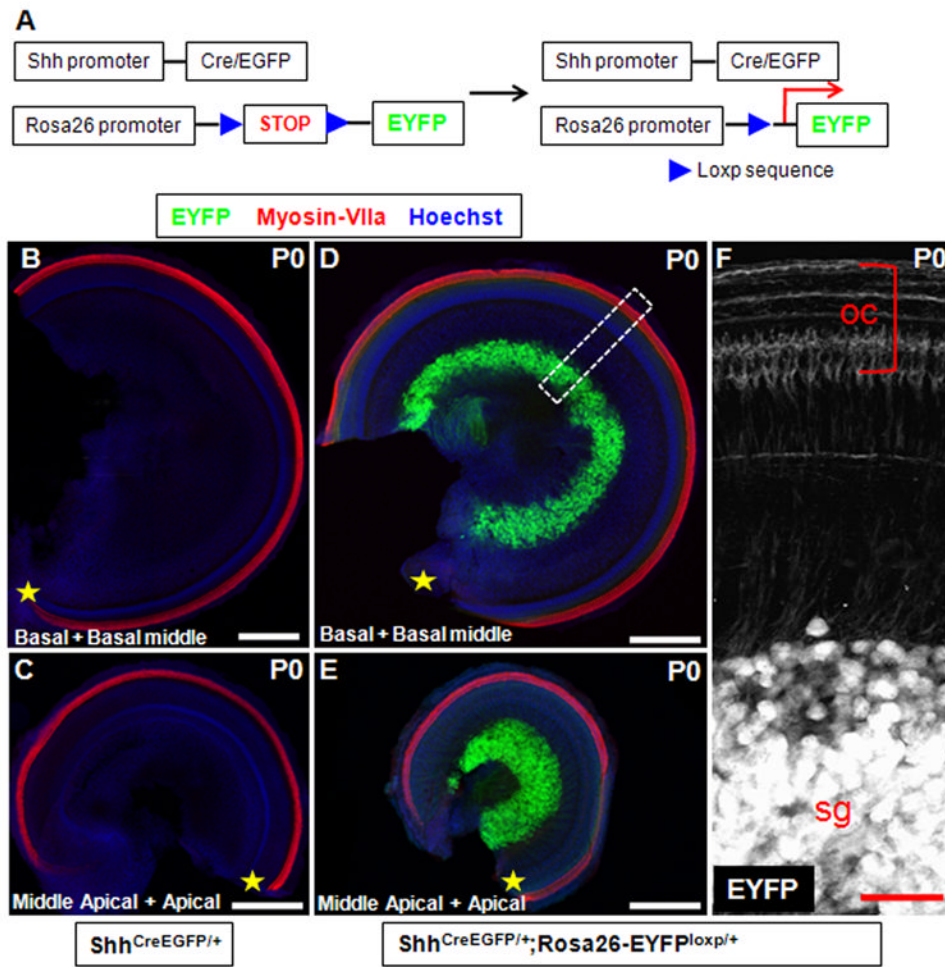 A
Shh promoter Cre/EGFP Shh promoter Cre/EGFP
Rosa26 promoter STOP EYFP Rosa26 promoter EYFP
Loxp sequence
EYFP Myosin-VIIa Hoechst
B P0 D P0 F P0
oc
Basal + Basal middle Basal + Basal middle
C P0 E P0
sg
Middle Apical + Apical Middle Apical + Apical EYFP
Shh^CreEGFP/+ Shh^CreEGFP/+;Rosa26-EYFP^loxp/+